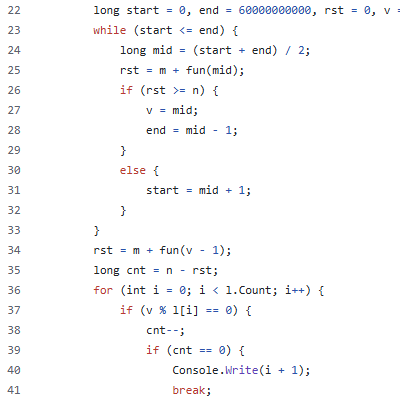 22 long start = 0, end = 60000000000, rst = 0, v =
23 while (start <= end) {
24 long mid = (start + end) / 2;
25 rst = m + fun(mid);
26 if (rst >= n) {
27 v = mid;
28 end = mid - 1;
29 }
30 else {
31 start = mid + 1;
32 }
33 }
34 rst = m + fun(v - 1);
35 long cnt = n - rst;
36 for (int i = 0; i < l.Count; i++) {
37 if (v % l[i] == 0) {
38 cnt--;
39 if (cnt == 0) {
40 Console.Write(i + 1);
41 break;